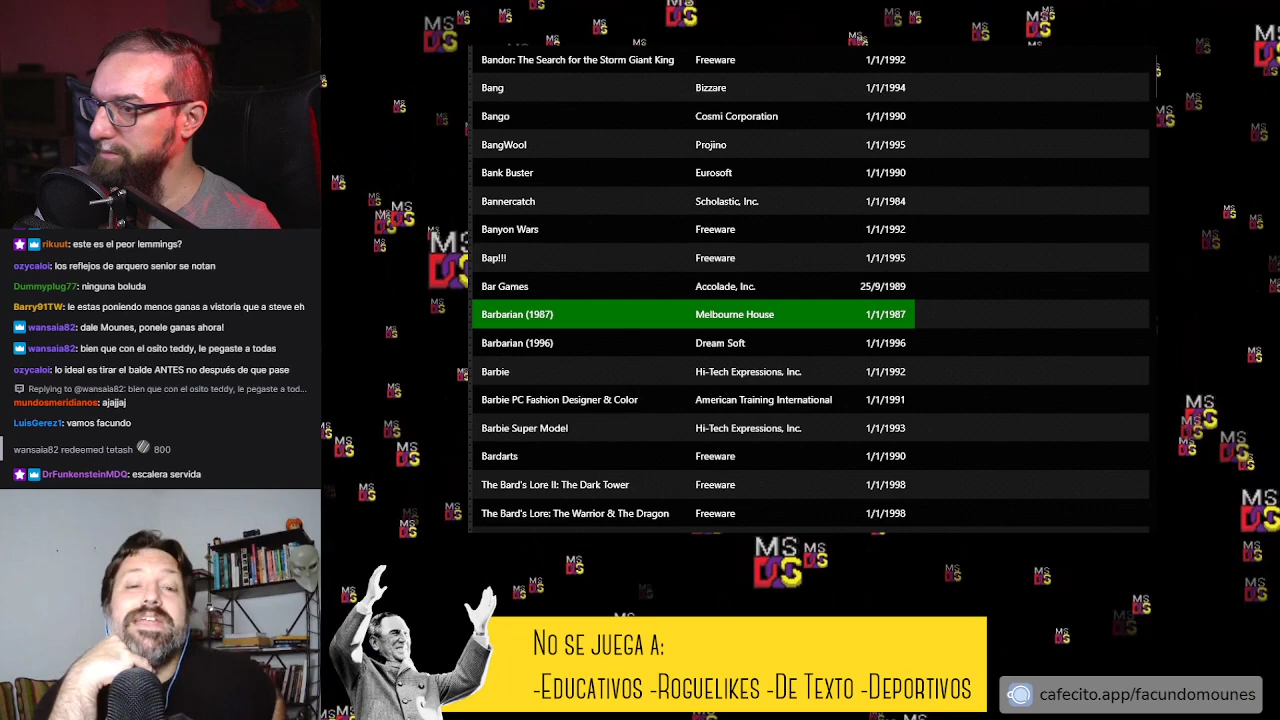 rikuut: este es el peor lemmings?
ozycaloi: los reflejos de arquero senior se notan
Dummyplug77: ninguna boluda
Barry91TW: le estas poniendo menos ganas a vistoria que a steve eh
wansaia82: dale Mounes, ponele ganas ahora!
wansaia82: bien que con el osito teddy, le pegaste a todas
ozycaloi: lo ideal es tirar el balde ANTES no después de que pase
Replying to @wansaia82: bien que con el osito teddy, le pegaste a tod...
mundosmeridianos: ajajjaj
LuisGerez1: vamos facundo
wansaia82 redeemed tetash 800
DrFunkensteinMDQ: escalera servida
Bandor: The Search for the Storm Giant King Freeware 1/1/1992
Bang Bizzare 1/1/1994
Bango Cosmi Corporation 1/1/1990
BangWool Projino 1/1/1995
Bank Buster Eurosoft 1/1/1990
Bannercatch Scholastic, Inc. 1/1/1984
Banyon Wars Freeware 1/1/1992
Bap!!! Freeware 1/1/1995
Bar Games Accolade, Inc. 25/9/1989
Barbarian (1987) Melbourne House 1/1/1987
Barbarian (1996) Dream Soft 1/1/1996
Barbie Hi-Tech Expressions, Inc. 1/1/1992
Barbie PC Fashion Designer & Color American Training International 1/1/1991
Barbie Super Model Hi-Tech Expressions, Inc. 1/1/1993
Bardarts Freeware 1/1/1990
The Bard's Lore II: The Dark Tower Freeware 1/1/1998
The Bard's Lore: The Warrior & The Dragon Freeware 1/1/1998
MS
DOS
No se juega a:
-Educativos -Roguelikes -De Texto -Deportivos
cafecito.app/facundomounes